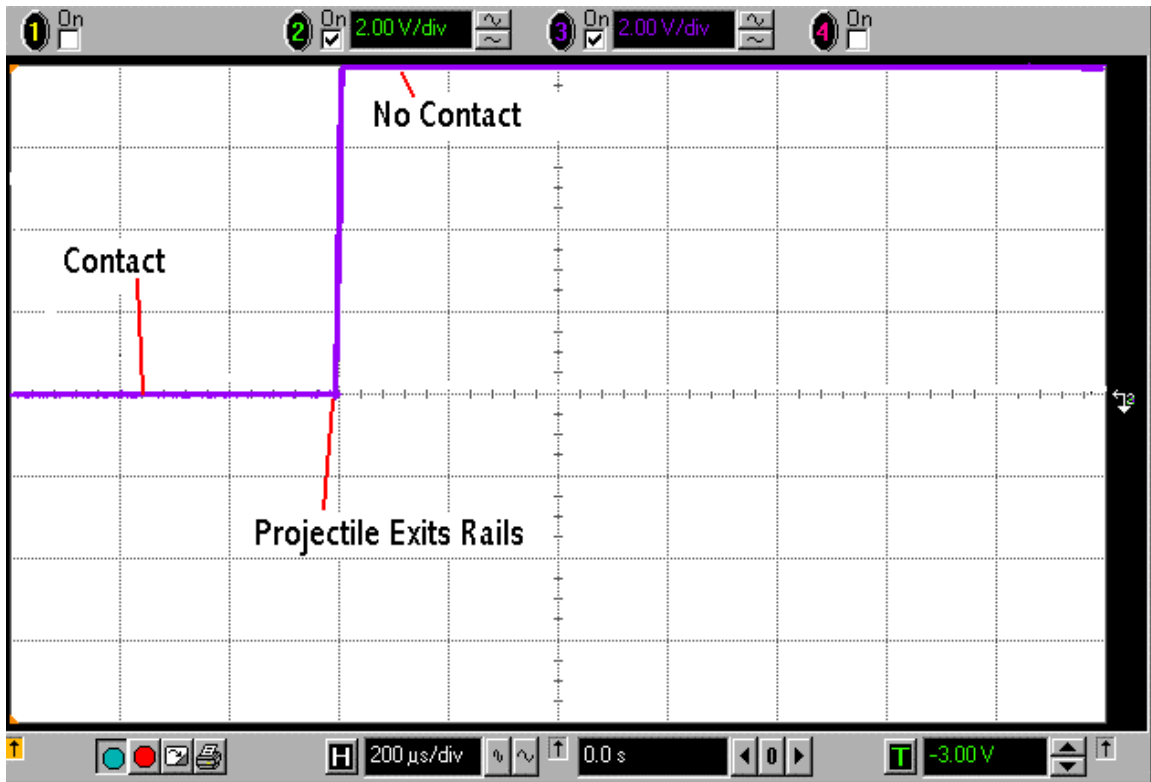 1 On 2 On 2.00 V/div 3 On 2.00 V/div 4 On
No Contact
Contact
2
Projectile Exits Rails
H 200 µs/div 0.0 s 0 T -3.00 V